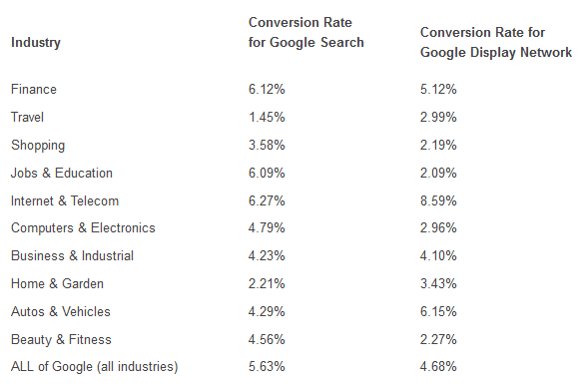 Industry Conversion Rate for Google Search Conversion Rate for Google Display Network
Finance 6.12% 5.12%
Travel 1.45% 2.99%
Shopping 3.58% 2.19%
Jobs & Education 6.09% 2.09%
Internet & Telecom 6.27% 8.59%
Computers & Electronics 4.79% 2.96%
Business & Industrial 4.23% 4.10%
Home & Garden 2.21% 3.43%
Autos & Vehicles 4.29% 6.15%
Beauty & Fitness 4.56% 2.27%
ALL of Google (all industries) 5.63% 4.68%